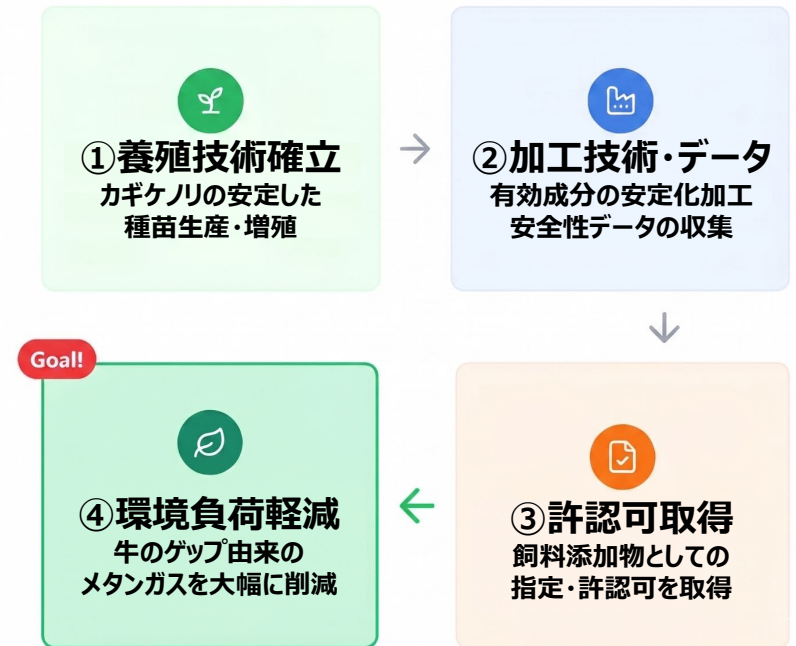 ①養殖技術確立
カギケノリの安定した
種苗生産・増殖
②加工技術・データ
有効成分の安定化加工
安全性データの収集
③許認可取得
飼料添加物としての
指定・許認可を取得
Goal!
④環境負荷軽減
牛のゲップ由来の
メタンガスを大幅に削減